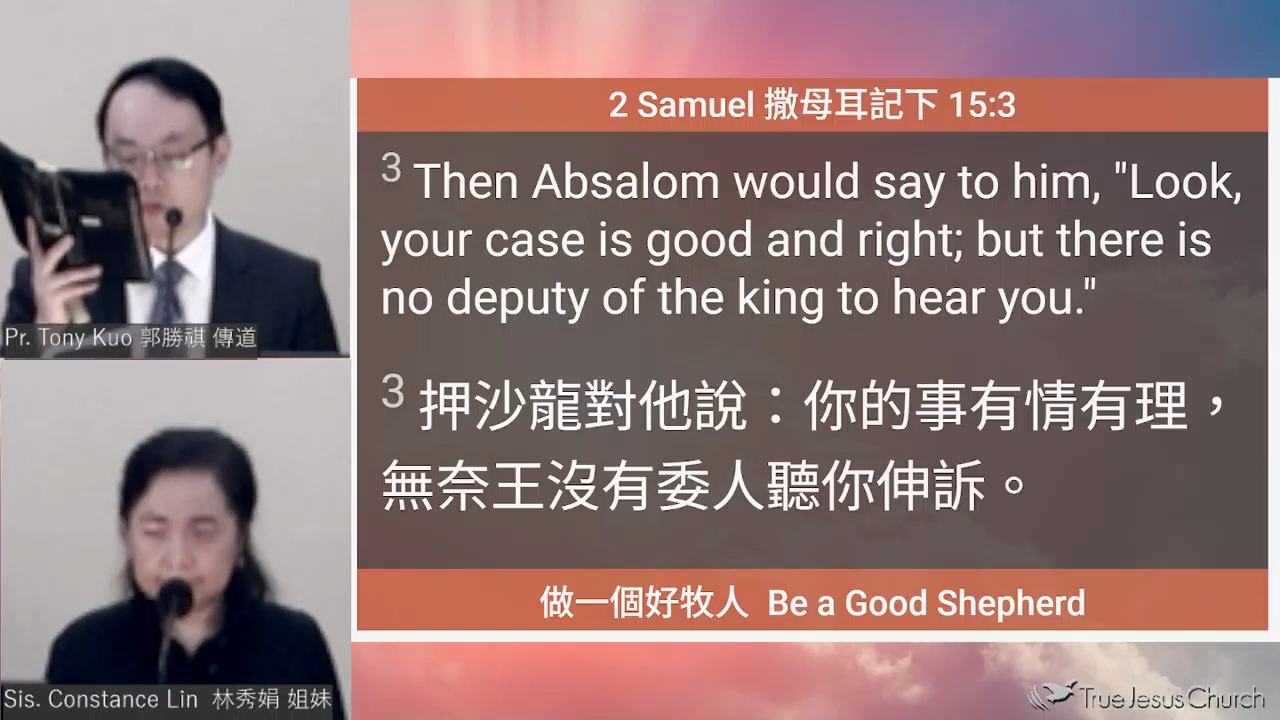 2 Samuel 撒母耳記下 15:3
3 Then Absalom would say to him, "Look,
your case is good and right; but there is
no deputy of the king to hear you."
3 押沙龍對他說：你的事有情有理，
無奈王沒有委人聽你伸訴。
做一個好牧人 Be a Good Shepherd
Pr. Tony Kuo 郭勝祺 傳道
Sis. Constance Lin 林秀娟 姐妹
True Jesus Church